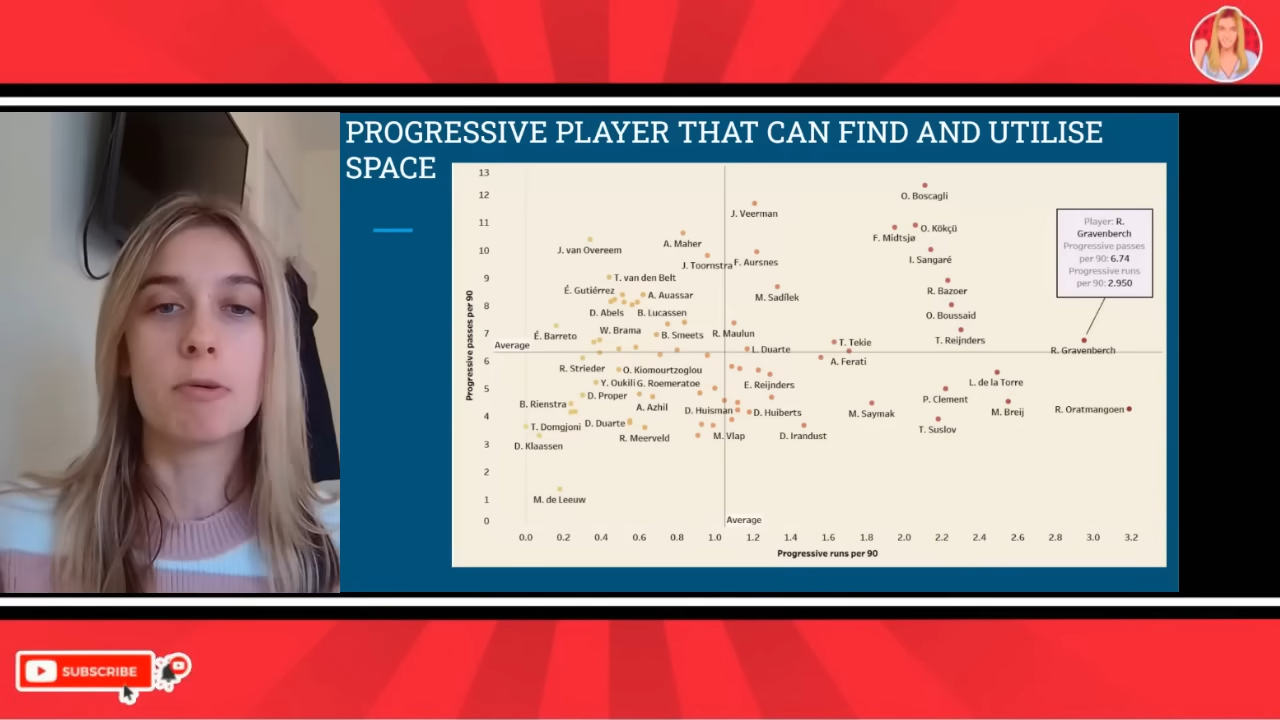 PROGRESSIVE PLAYER THAT CAN FIND AND UTILISE
SPACE
13
12
11
10
9
8
7
6
5
4
3
2
1
0
Progressive passes per 90
Average
O. Boscagli
J. Veerman
O. Kökçü
F. Midtsjø
A. Maher
J. van Overeem
J. Toornstra
F. Aursnes
I. Sangaré
T. van den Belt
É. Gutiérrez
A. Auassar
M. Sadílek
R. Bazoer
D. Abels
B. Lucassen
O. Boussaid
W. Brama
É. Barreto
B. Smeets
R. Maulun
T. Reijnders
T. Tekie
L. Duarte
R. Gravenberch
A. Ferati
R. Strieder
O. Kiomourtzoglou
Y. Oukili
G. Roemeratoe
E. Reijnders
L. de la Torre
D. Proper
P. Clement
B. Rienstra
A. Azhil
D. Huisman
D. Huiberts
M. Saymak
M. Breij
R. Oratmangoen
T. Domgjoni
D. Duarte
R. Meerveld
M. Vlap
D. Irandust
T. Suslov
D. Klaassen
M. de Leeuw
Player: R.
Gravenberch
Progressive passes
per 90: 6.74
Progressive runs
per 90: 2.950
Average
0.0 0.2 0.4 0.6 0.8 1.0 1.2 1.4 1.6 1.8 2.0 2.2 2.4 2.6 2.8 3.0 3.2
Progressive runs per 90
SUBSCRIBE